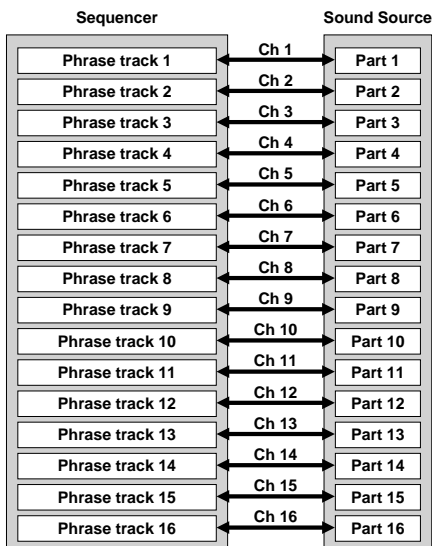 Sequencer Sound Source
Phrase track 1 Ch 1 Part 1
Phrase track 2 Ch 2 Part 2
Phrase track 3 Ch 3 Part 3
Phrase track 4 Ch 4 Part 4
Phrase track 5 Ch 5 Part 5
Phrase track 6 Ch 6 Part 6
Phrase track 7 Ch 7 Part 7
Phrase track 8 Ch 8 Part 8
Phrase track 9 Ch 9 Part 9
Phrase track 10 Ch 10 Part 10
Phrase track 11 Ch 11 Part 11
Phrase track 12 Ch 12 Part 12
Phrase track 13 Ch 13 Part 13
Phrase track 14 Ch 14 Part 14
Phrase track 15 Ch 15 Part 15
Phrase track 16 Ch 16 Part 16